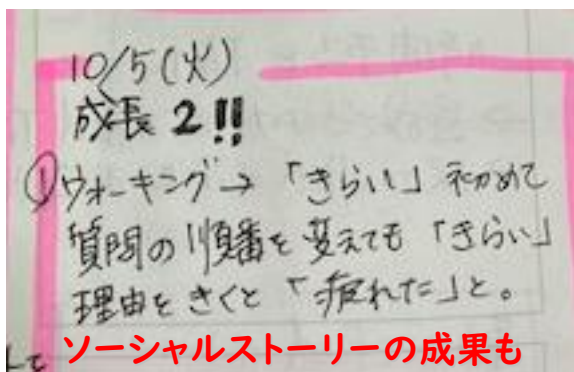 10/5(火)
成長2!!
①ウォーキング→「きらい」初めて
質問の順番を変えても「きらい」
理由をきくと「疲れた」と。
ソーシャルストーリーの成果も